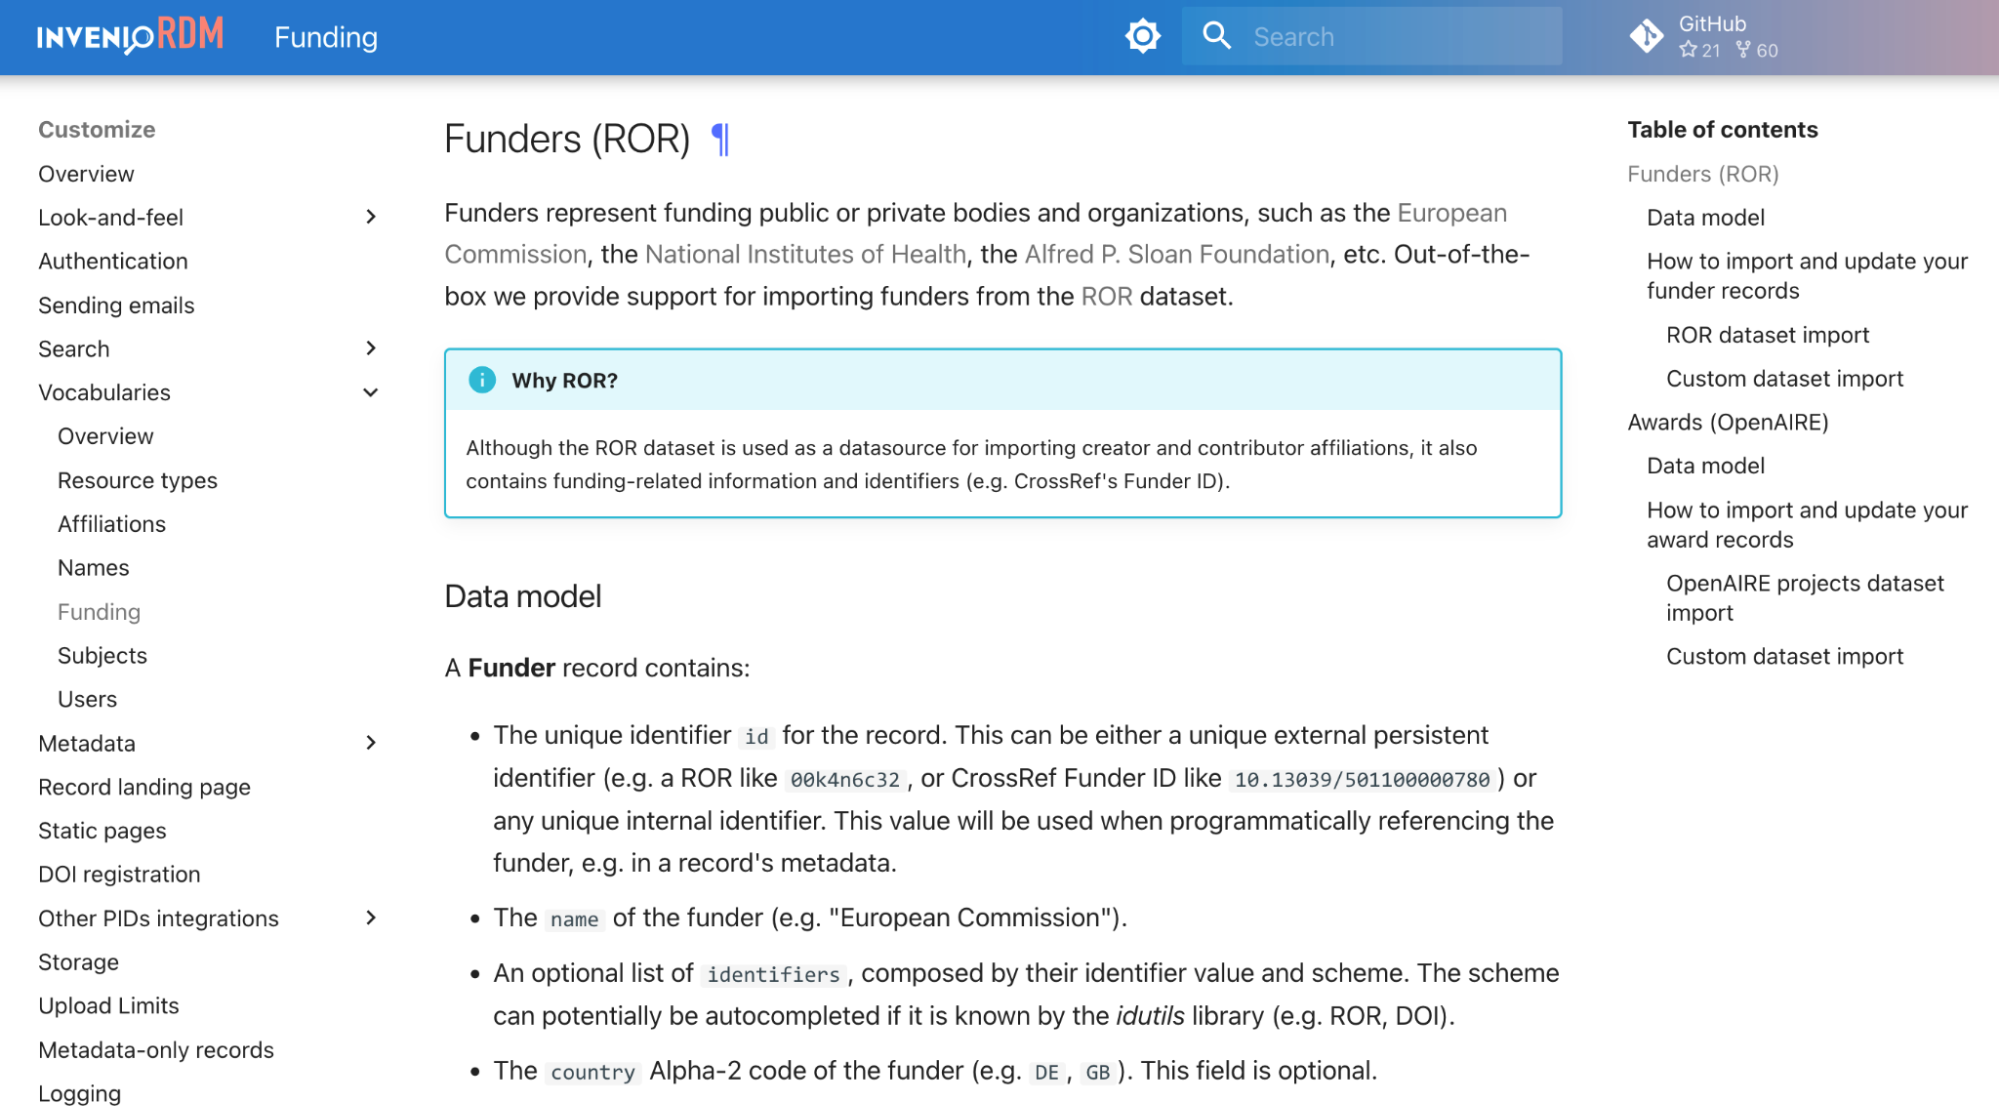 INVENIO RDM Funding Search GitHub
21 60
Customize
Overview
Look-and-feel
Authentication
Sending emails
Search
Vocabularies
Overview
Resource types
Affiliations
Names
Funding
Subjects
Users
Metadata
Record landing page
Static pages
DOI registration
Other PIDs integrations
Storage
Upload Limits
Metadata-only records
Logging
Funders (ROR) ¶
Funders represent funding public or private bodies and organizations, such as the European
Commission, the National Institutes of Health, the Alfred P. Sloan Foundation, etc. Out-of-the-
box we provide support for importing funders from the ROR dataset.
Why ROR?
Although the ROR dataset is used as a datasource for importing creator and contributor affiliations, it also
contains funding-related information and identifiers (e.g. CrossRef's Funder ID).
Data model
A Funder record contains:
• The unique identifier id for the record. This can be either a unique external persistent
identifier (e.g. a ROR like 00k4n6c32, or CrossRef Funder ID like 10.13039/501100000780) or
any unique internal identifier. This value will be used when programmatically referencing the
funder, e.g. in a record's metadata.
• The name of the funder (e.g. "European Commission").
• An optional list of identifiers, composed by their identifier value and scheme. The scheme
can potentially be autocompleted if it is known by the idutils library (e.g. ROR, DOI).
• The country Alpha-2 code of the funder (e.g. DE, GB). This field is optional.
Table of contents
Funders (ROR)
Data model
How to import and update your
funder records
ROR dataset import
Custom dataset import
Awards (OpenAIRE)
Data model
How to import and update your
award records
OpenAIRE projects dataset
import
Custom dataset import